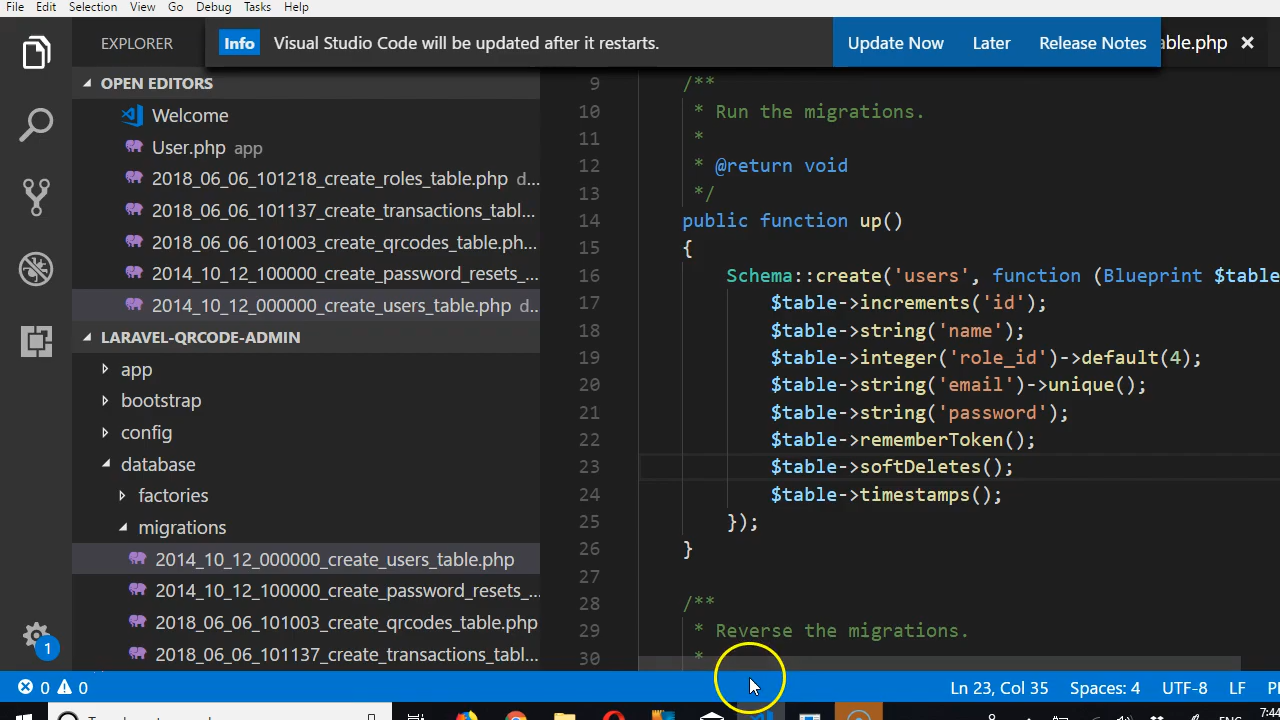 File Edit Selection View Go Debug Tasks Help
EXPLORER
Info Visual Studio Code will be updated after it restarts. Update Now Later Release Notes
ble.php
OPEN EDITORS
Welcome
User.php app
2018_06_06_101218_create_roles_table.php d...
2018_06_06_101137_create_transactions_tabl...
2018_06_06_101003_create_qrcodes_table.ph...
2014_10_12_100000_create_password_resets_...
2014_10_12_000000_create_users_table.php d...
LARAVEL-QRCODE-ADMIN
app
bootstrap
config
database
factories
migrations
2014_10_12_000000_create_users_table.php
2014_10_12_100000_create_password_resets_...
2018_06_06_101003_create_qrcodes_table.php
2018_06_06_101137_create_transactions_tabl...
1
9 /**
10 * Run the migrations.
11 *
12 * @return void
13 */
14 public function up()
15 {
16 Schema::create('users', function (Blueprint $table
17 $table->increments('id');
18 $table->string('name');
19 $table->integer('role_id')->default(4);
20 $table->string('email')->unique();
21 $table->string('password');
22 $table->rememberToken();
23 $table->softDeletes();
24 $table->timestamps();
25 });
26 }
27
28 /**
29 * Reverse the migrations.
30 *
0 0 Ln 23, Col 35 Spaces: 4 UTF-8 LF